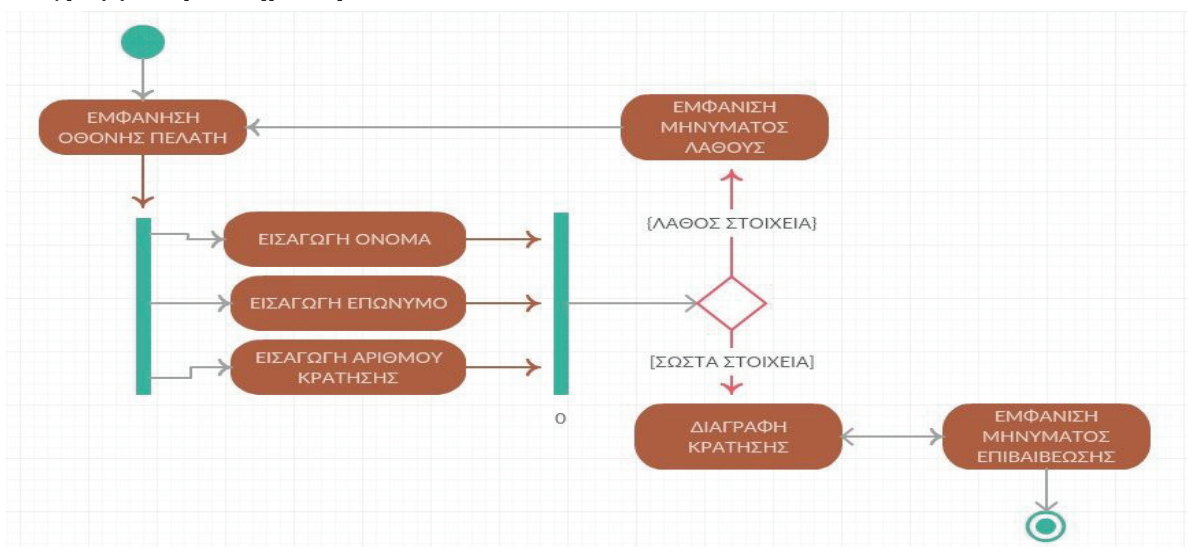 ΕΜΦΑΝΗΣΗ
ΟΘΟΝΗΣ ΠΕΛΑΤΗ
ΕΜΦΑΝΙΣΗ
ΜΗΝΥΜΑΤΟΣ
ΛΑΘΟΥΣ
{ΛΑΘΟΣ ΣΤΟΙΧΕΙΑ}
ΕΙΣΑΓΩΓΗ ΟΝΟΜΑ
ΕΙΣΑΓΩΓΗ ΕΠΩΝΥΜΟ
ΕΙΣΑΓΩΓΗ ΑΡΙΘΜΟΥ
ΚΡΑΤΗΣΗΣ
[ΣΩΣΤΑ ΣΤΟΙΧΕΙΑ]
Ο
ΔΙΑΓΡΑΦΗ
ΚΡΑΤΗΣΗΣ
ΕΜΦΑΝΙΣΗ
ΜΗΝΥΜΑΤΟΣ
ΕΠΙΒΑΙΒΕΩΣΗΣ